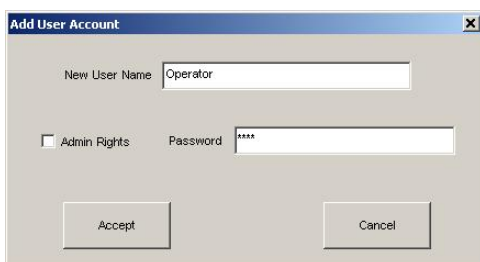 Add User Account
New User Name Operator
Admin Rights Password ****
Accept Cancel